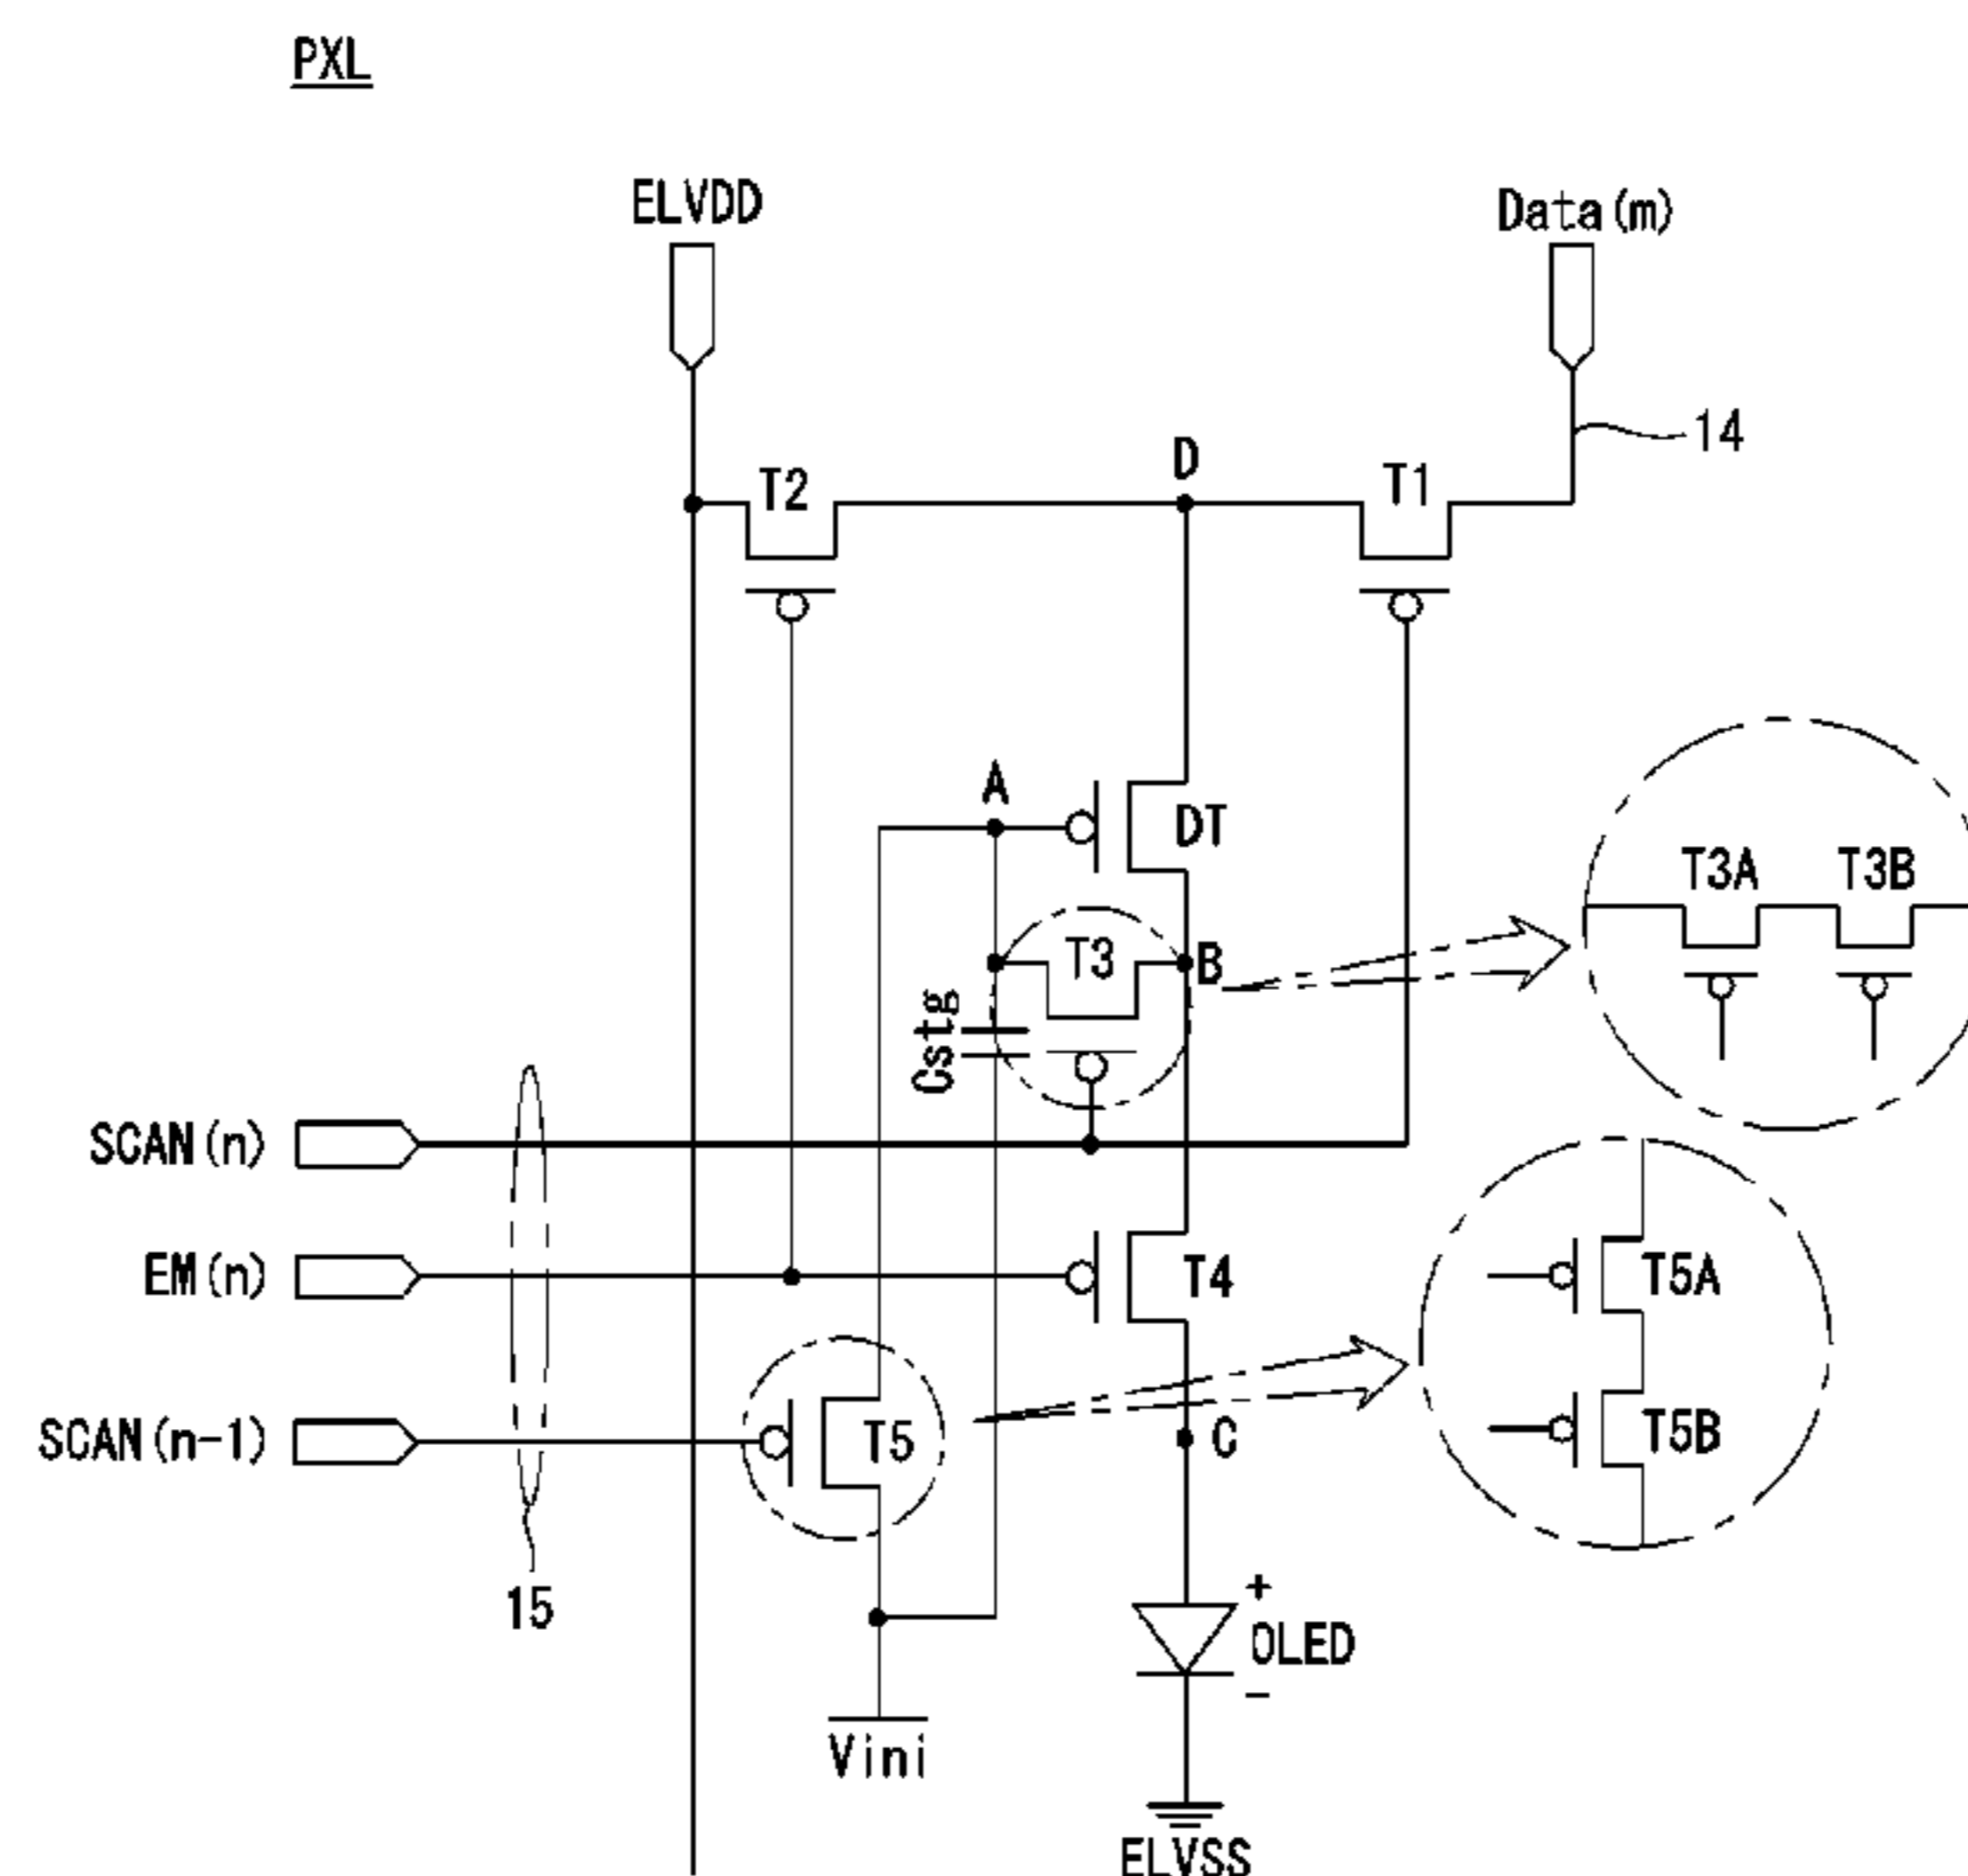 PXL
ELVDD
Data(m)
14
D
T2
T1
A
DT
T3A
T3B
T3
B
Cstg
SCAN(n)
EM(n)
T4
T5A
SCAN(n-1)
T5
C
T5B
15
+
OLED
-
Vini
ELVSS